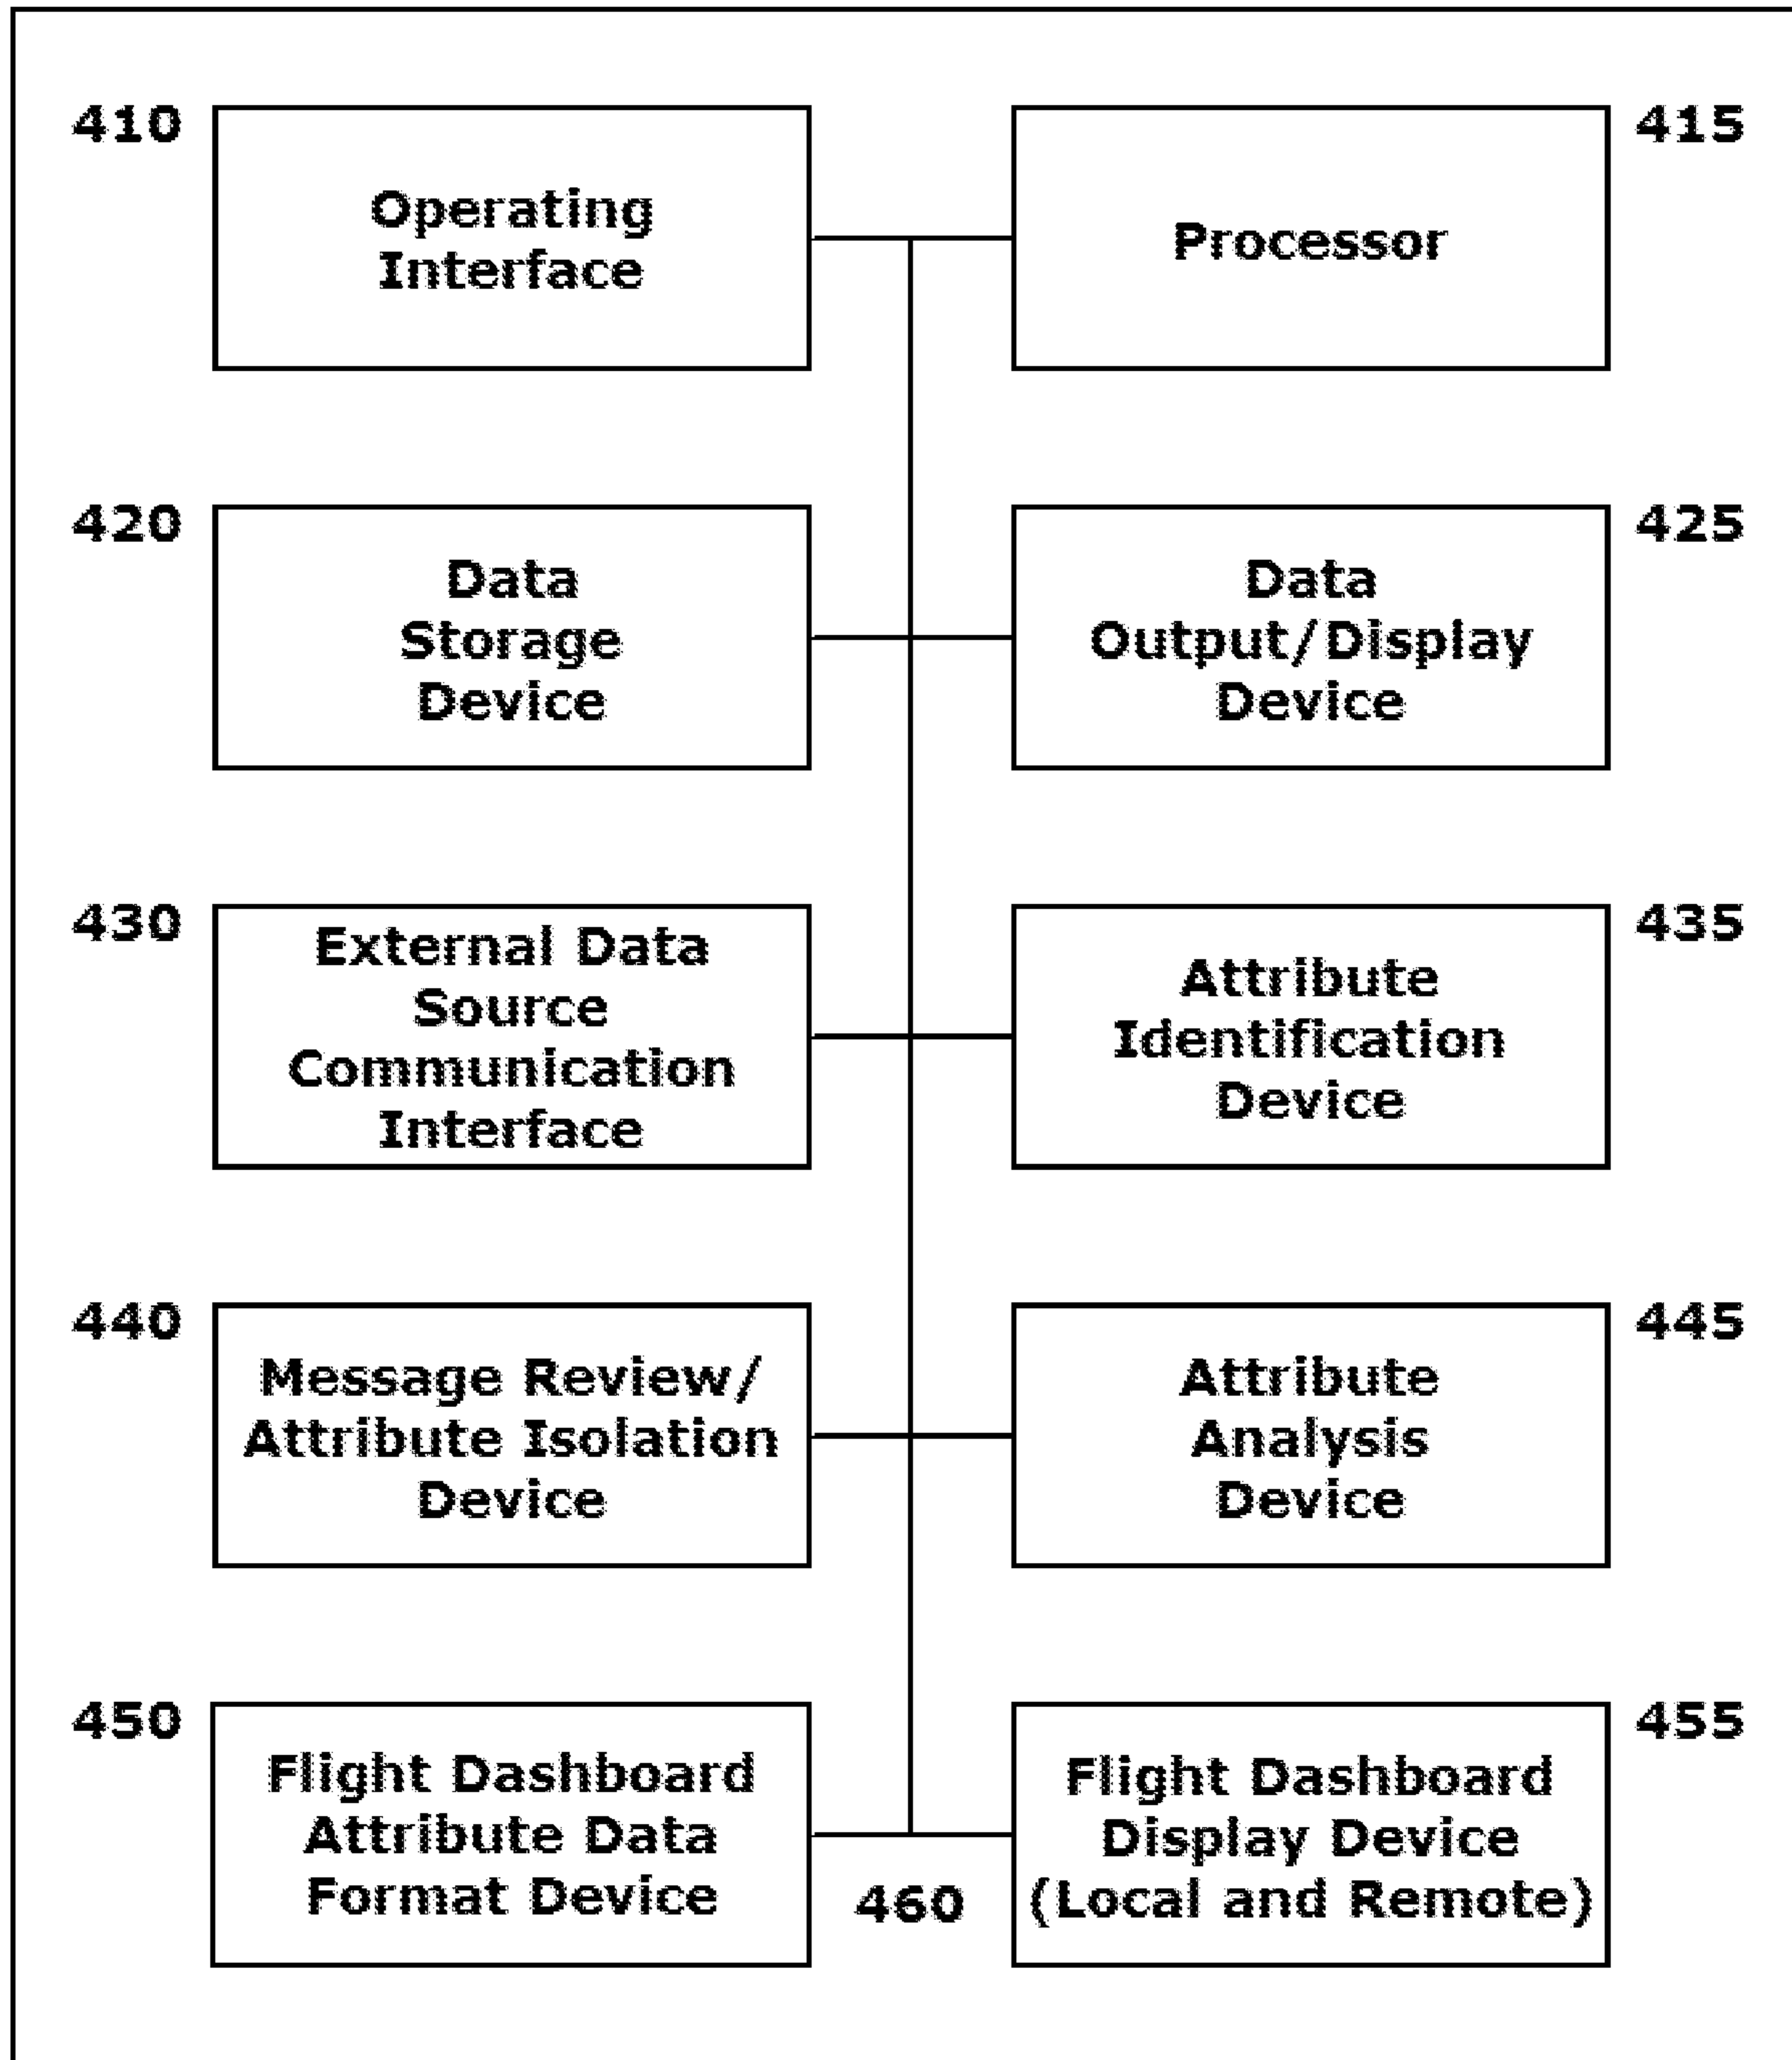 410
Operating
Interface
415
Processor
420
Data
Storage
Device
425
Data
Output/Display
Device
430
External Data
Source
Communication
Interface
435
Attribute
Identification
Device
440
Message Review/
Attribute Isolation
Device
445
Attribute
Analysis
Device
450
Flight Dashboard
Attribute Data
Format Device
455
Flight Dashboard
Display Device
(Local and Remote)
460